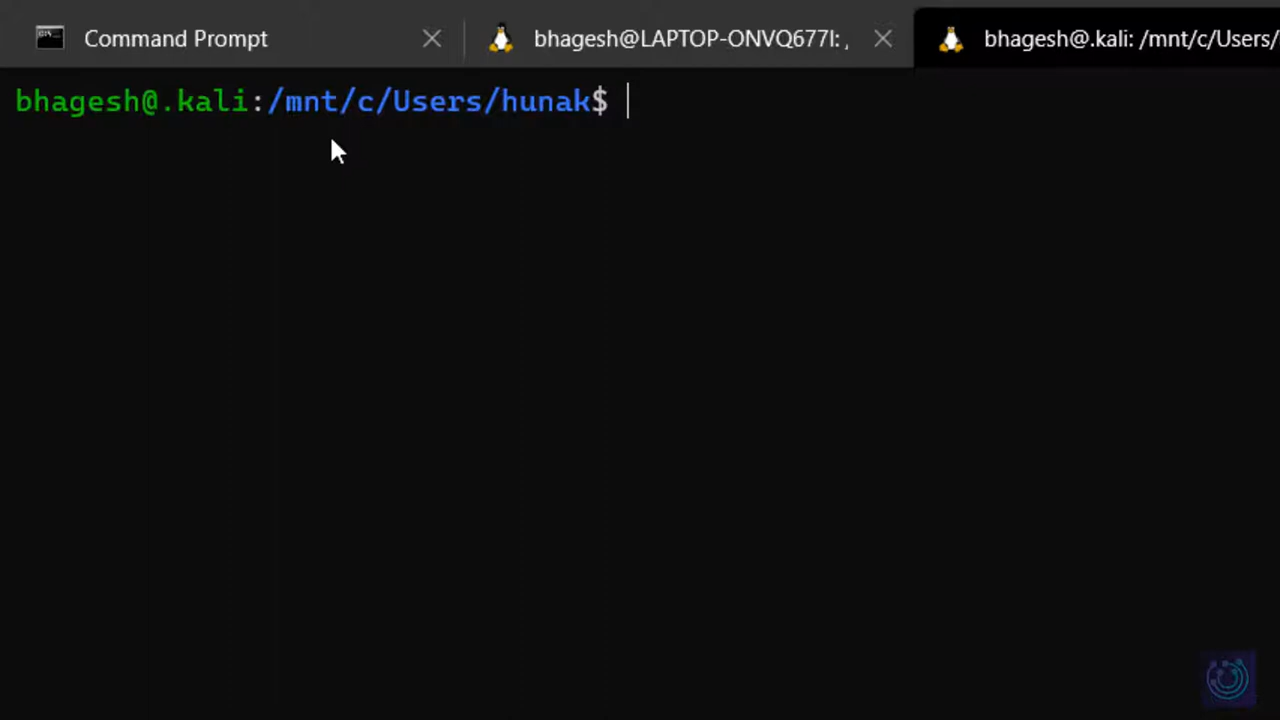 Command Prompt
bhagesh@LAPTOP-ONVQ677I:
bhagesh@.kali: /mnt/c/Users/
bhagesh@.kali:/mnt/c/Users/hunak$